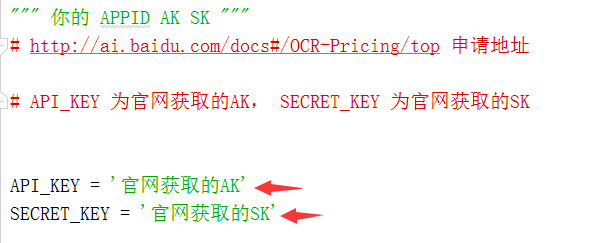 """ 你的 APPID AK SK """
# http://ai.baidu.com/docs#/OCR-Pricing/top 申请地址
# API_KEY 为官网获取的AK， SECRET_KEY 为官网获取的SK
API_KEY = '官网获取的AK'
SECRET_KEY = '官网获取的SK'